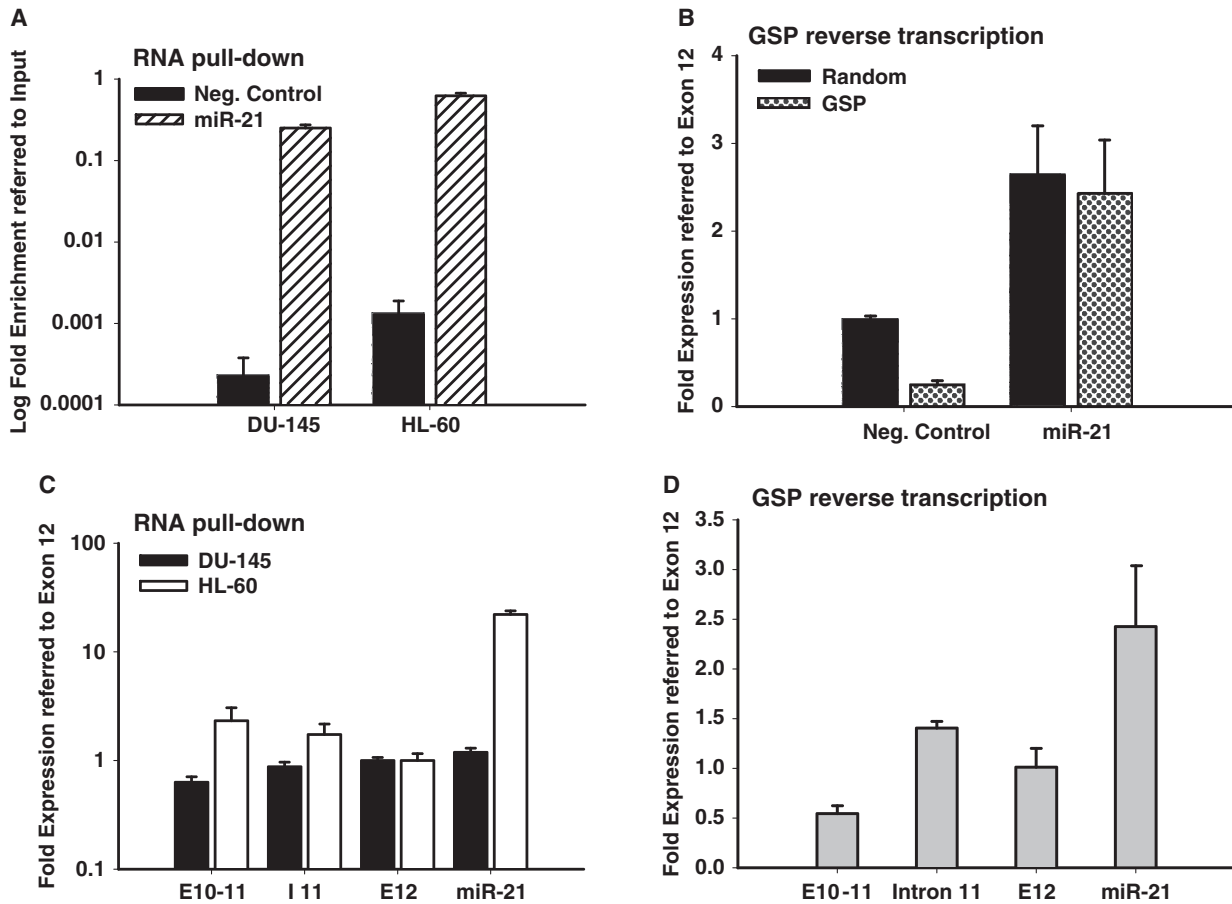 A
RNA pull-down
Neg. Control
miR-21
Log Fold Enrichment referred to Input
1
0.1
0.01
0.001
0.0001
DU-145 HL-60
B
GSP reverse transcription
Random
GSP
Fold Expression referred to Exon 12
4
3
2
1
0
Neg. Control miR-21
C
RNA pull-down
DU-145
HL-60
Fold Expression referred to Exon 12
100
10
1
0.1
E10-11 I 11 E12 miR-21
D
GSP reverse transcription
Fold Expression referred to Exon 12
3.5
3.0
2.5
2.0
1.5
1.0
0.5
0.0
E10-11 Intron 11 E12 miR-21